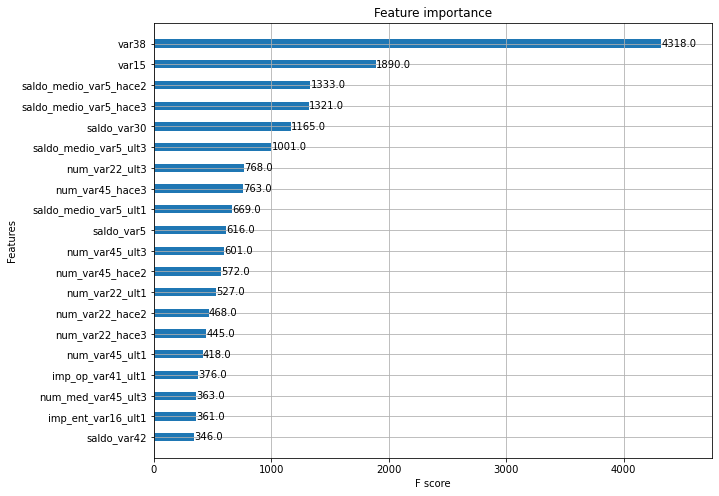 Feature importance
var38 4318.0
var15 1890.0
saldo_medio_var5_hace2 1333.0
saldo_medio_var5_hace3 1321.0
saldo_var30 1165.0
saldo_medio_var5_ult3 1001.0
num_var22_ult3 768.0
num_var45_hace3 763.0
saldo_medio_var5_ult1 669.0
saldo_var5 616.0
num_var45_ult3 601.0
num_var45_hace2 572.0
num_var22_ult1 527.0
num_var22_hace2 468.0
num_var22_hace3 445.0
num_var45_ult1 418.0
imp_op_var41_ult1 376.0
num_med_var45_ult3 363.0
imp_ent_var16_ult1 361.0
saldo_var42 346.0
Features
0 1000 2000 3000 4000
F score